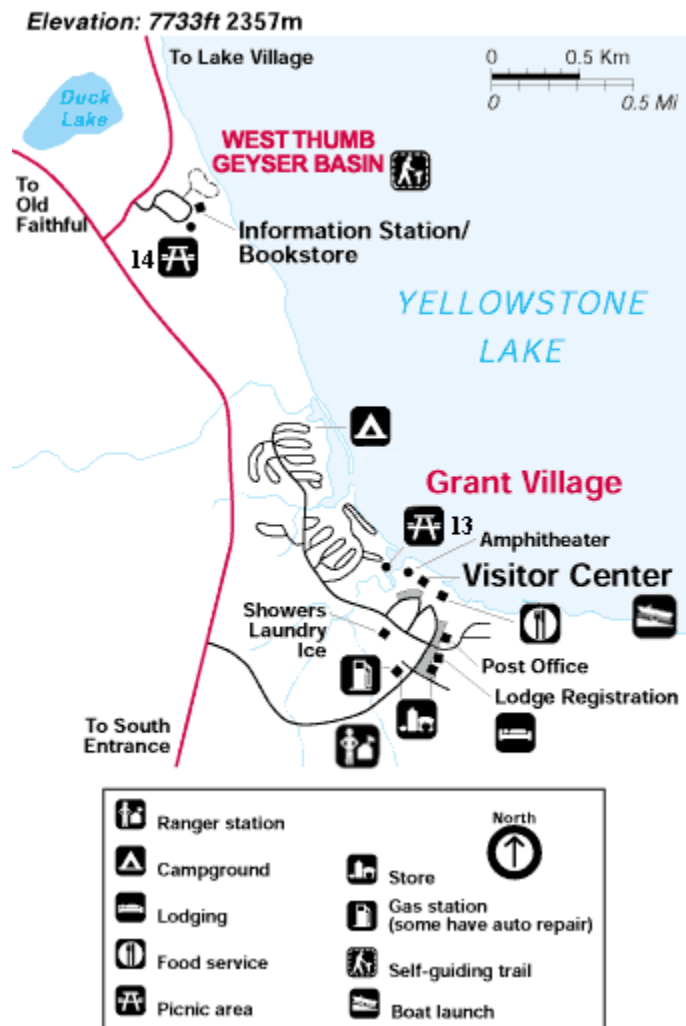 Elevation: 7733ft 2357m
To Lake Village
0 0.5 Km
0 0.5 Mi
Duck
Lake
WEST THUMB
GEYSER BASIN
To
Old
Faithful
Information Station/
Bookstore
14
YELLOWSTONE
LAKE
Grant Village
13
Amphitheater
Visitor Center
Showers
Laundry
Ice
Post Office
Lodge Registration
To South
Entrance
Ranger station
Campground
Lodging
Food service
Picnic area
North
Store
Gas station
(some have auto repair)
Self-guiding trail
Boat launch